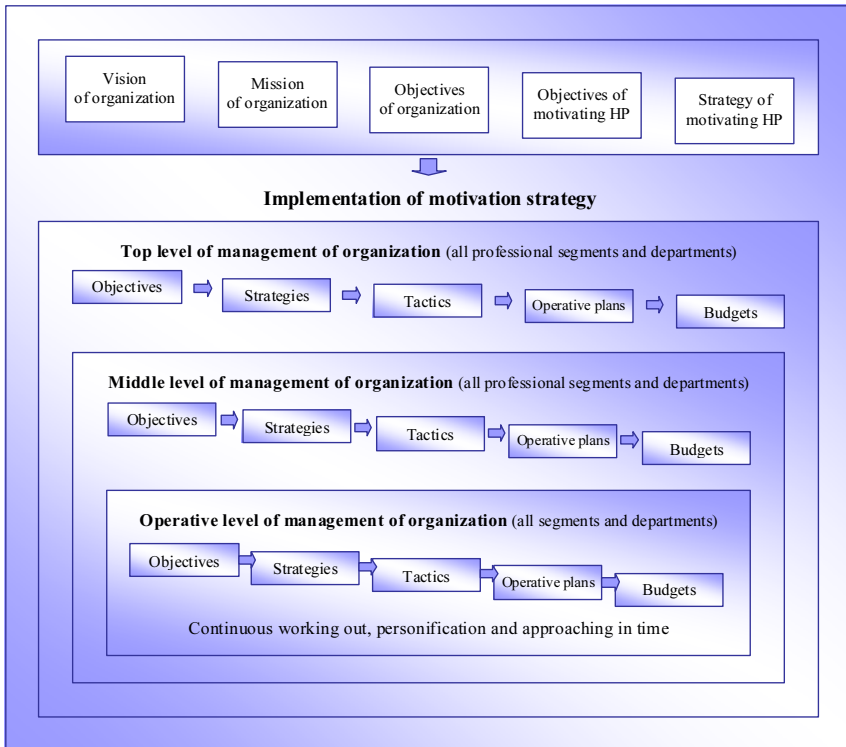 Vision
of organization
Mission
of organization
Objectives
of organization
Objectives of
motivating HP
Strategy of
motivating HP
Implementation of motivation strategy
Top level of management of organization (all professional segments and departments)
Objectives
Strategies
Tactics
Operative plans
Budgets
Middle level of management of organization (all professional segments and departments)
Objectives
Strategies
Tactics
Operative plans
Budgets
Operative level of management of organization (all segments and departments)
Objectives
Strategies
Tactics
Operative plans
Budgets
Continuous working out, personification and approaching in time